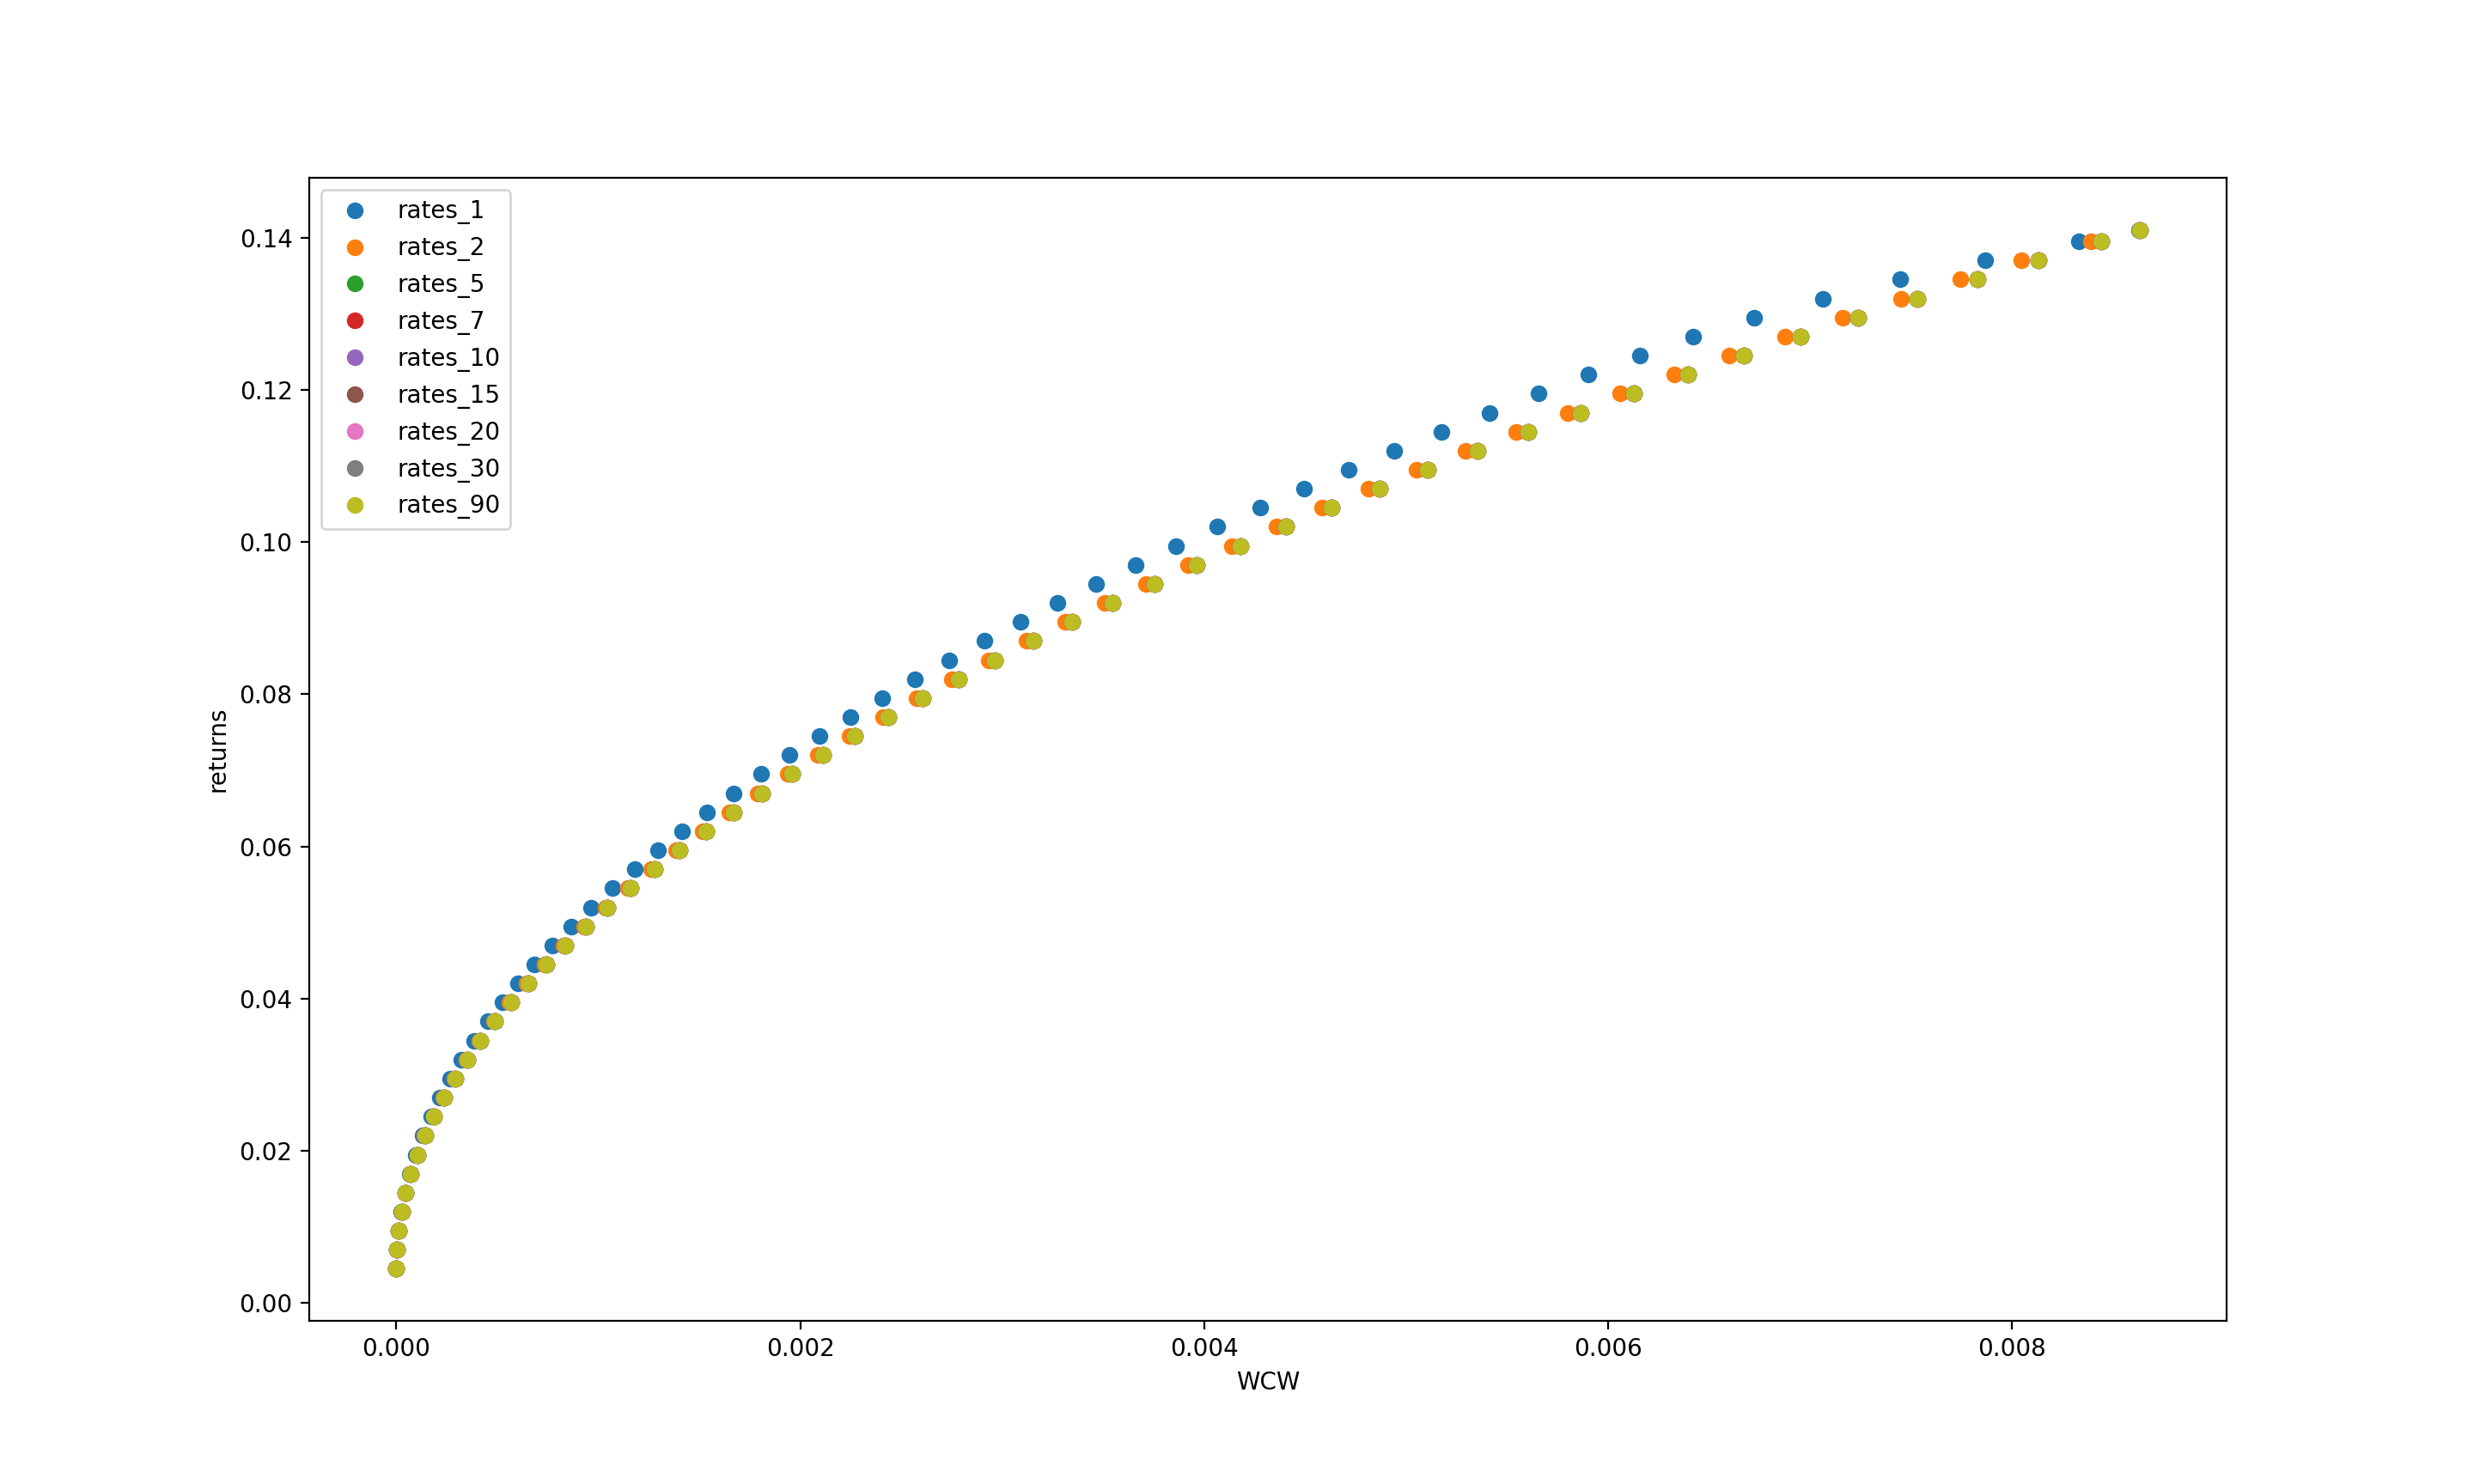 rates_1
rates_2
rates_5
rates_7
rates_10
rates_15
rates_20
rates_30
rates_90
0.14
0.12
0.10
0.08
0.06
0.04
0.02
0.00
returns
0.000 0.002 0.004 0.006 0.008
WCW